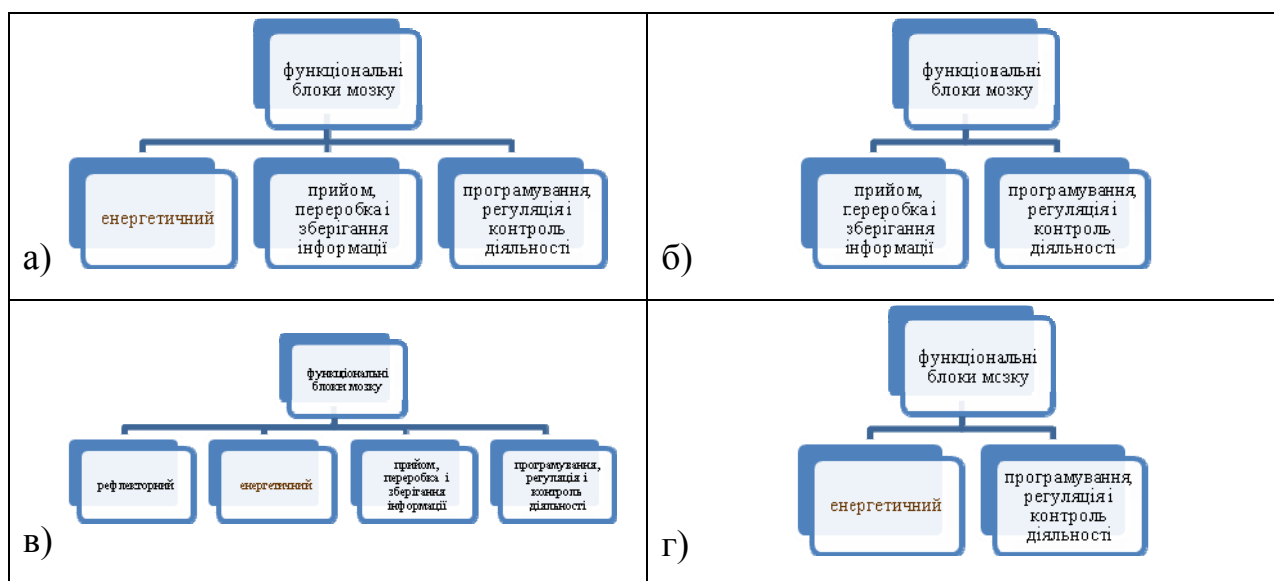 функціональні
блоки мозку
енергетичний
прийом,
переробка і
зберігання
інформації
програмування,
регуляція і
контроль
діяльності
а)
функціональні
блоки мозку
прийом,
переробка і
зберігання
інформації
програмування,
регуляція і
контроль
діяльності
б)
функціональні
блоки мозку
рефлекторний
енергетичний
прийом,
переробка і
зберігання
інформації
програмування,
регуляція і
контроль
діяльності
в)
функціональні
блоки мозку
енергетичний
програмування,
регуляція і
контроль
діяльності
г)